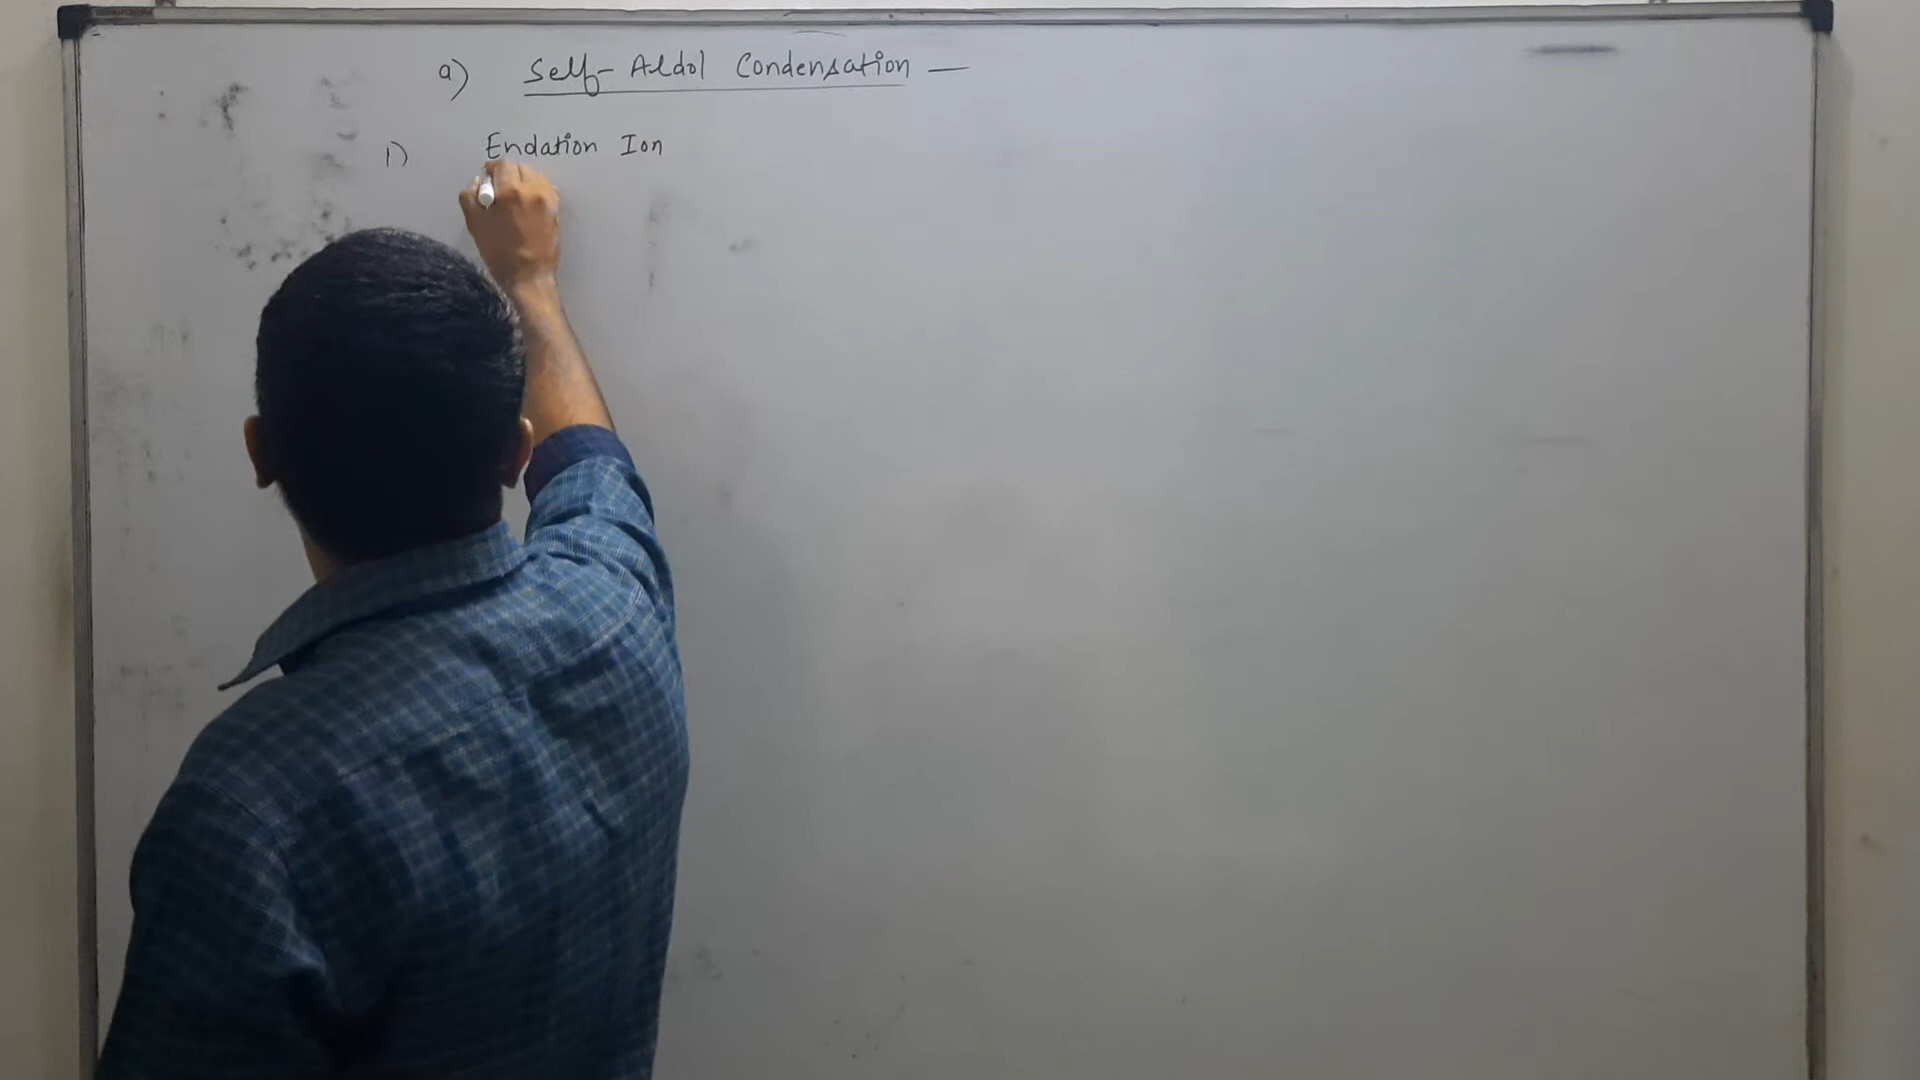 a) Self-Aldol Condensation —
1) Endation Ion